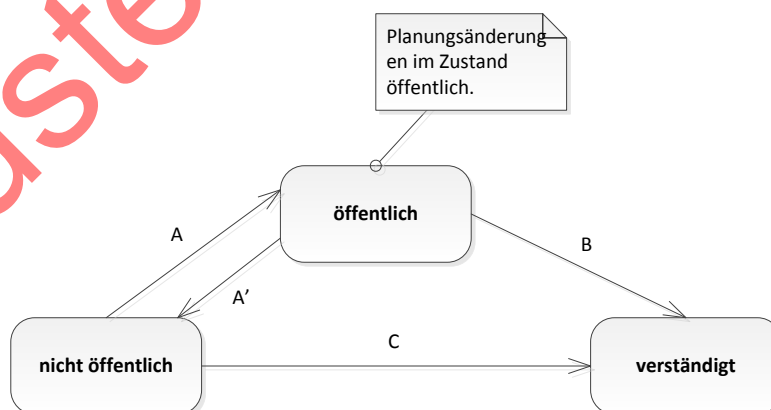 Planungsänderung
en im Zustand
öffentlich.
öffentlich
A
B
A'
C
nicht öffentlich
verständigt